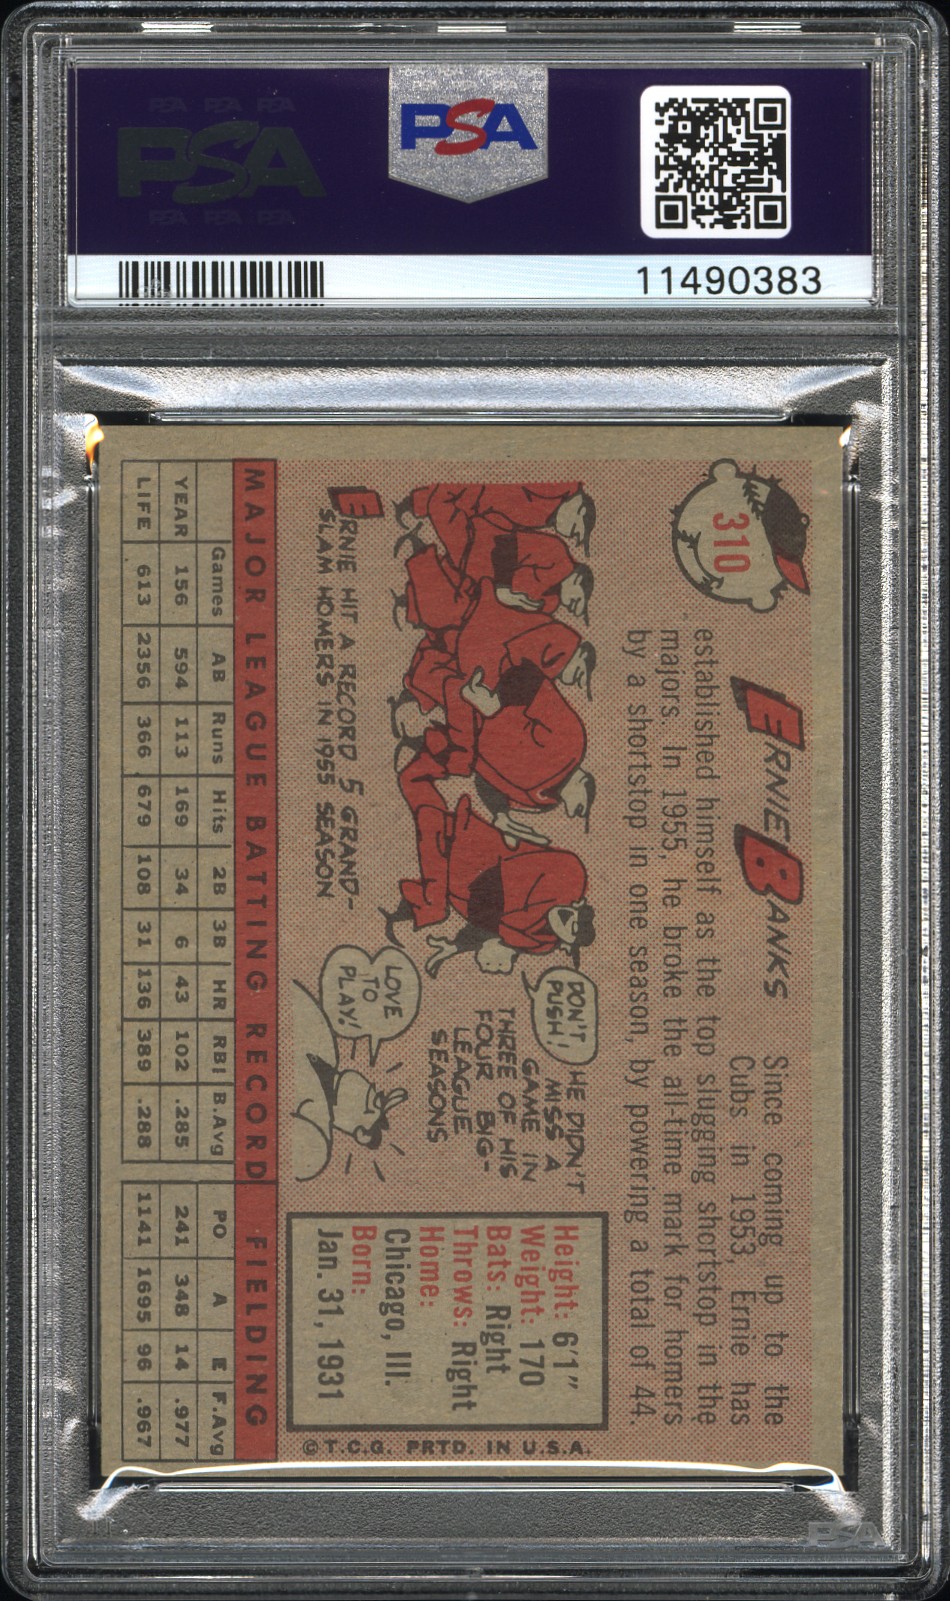 PSA PSA PSA
PSA
PSA PSA PSA
PSA
11490383
310
ERNIE BANKS
Since coming up to the
Cubs in 1953, Ernie has
established himself as the top slugging shortstop in the
majors. In 1955, he broke the all-time mark for homers
by a shortstop in one season, by powering a total of 44.
DON'T
PUSH!
HE DIDN'T
MISS A
GAME IN
THREE OF HIS
FOUR BIG-
LEAGUE
SEASONS
LOVE
TO
PLAY!
ERNIE HIT A RECORD 5 GRAND-
SLAM HOMERS IN 1955 SEASON
Height: 6'1"
Weight: 170
Bats: Right
Throws: Right
Home:
Chicago, Ill.
Born:
Jan. 31, 1931
©T.C.G. PRTD. IN U.S.A.
MAJOR LEAGUE BATTING RECORD FIELDING
Games AB Runs Hits 2B 3B HR RBI B.Avg PO A E F.Avg
YEAR 156 594 113 169 34 6 43 102 .285 241 348 14 .977
LIFE 613 2356 366 679 108 31 136 389 .288 1141 1695 96 .967
PSA